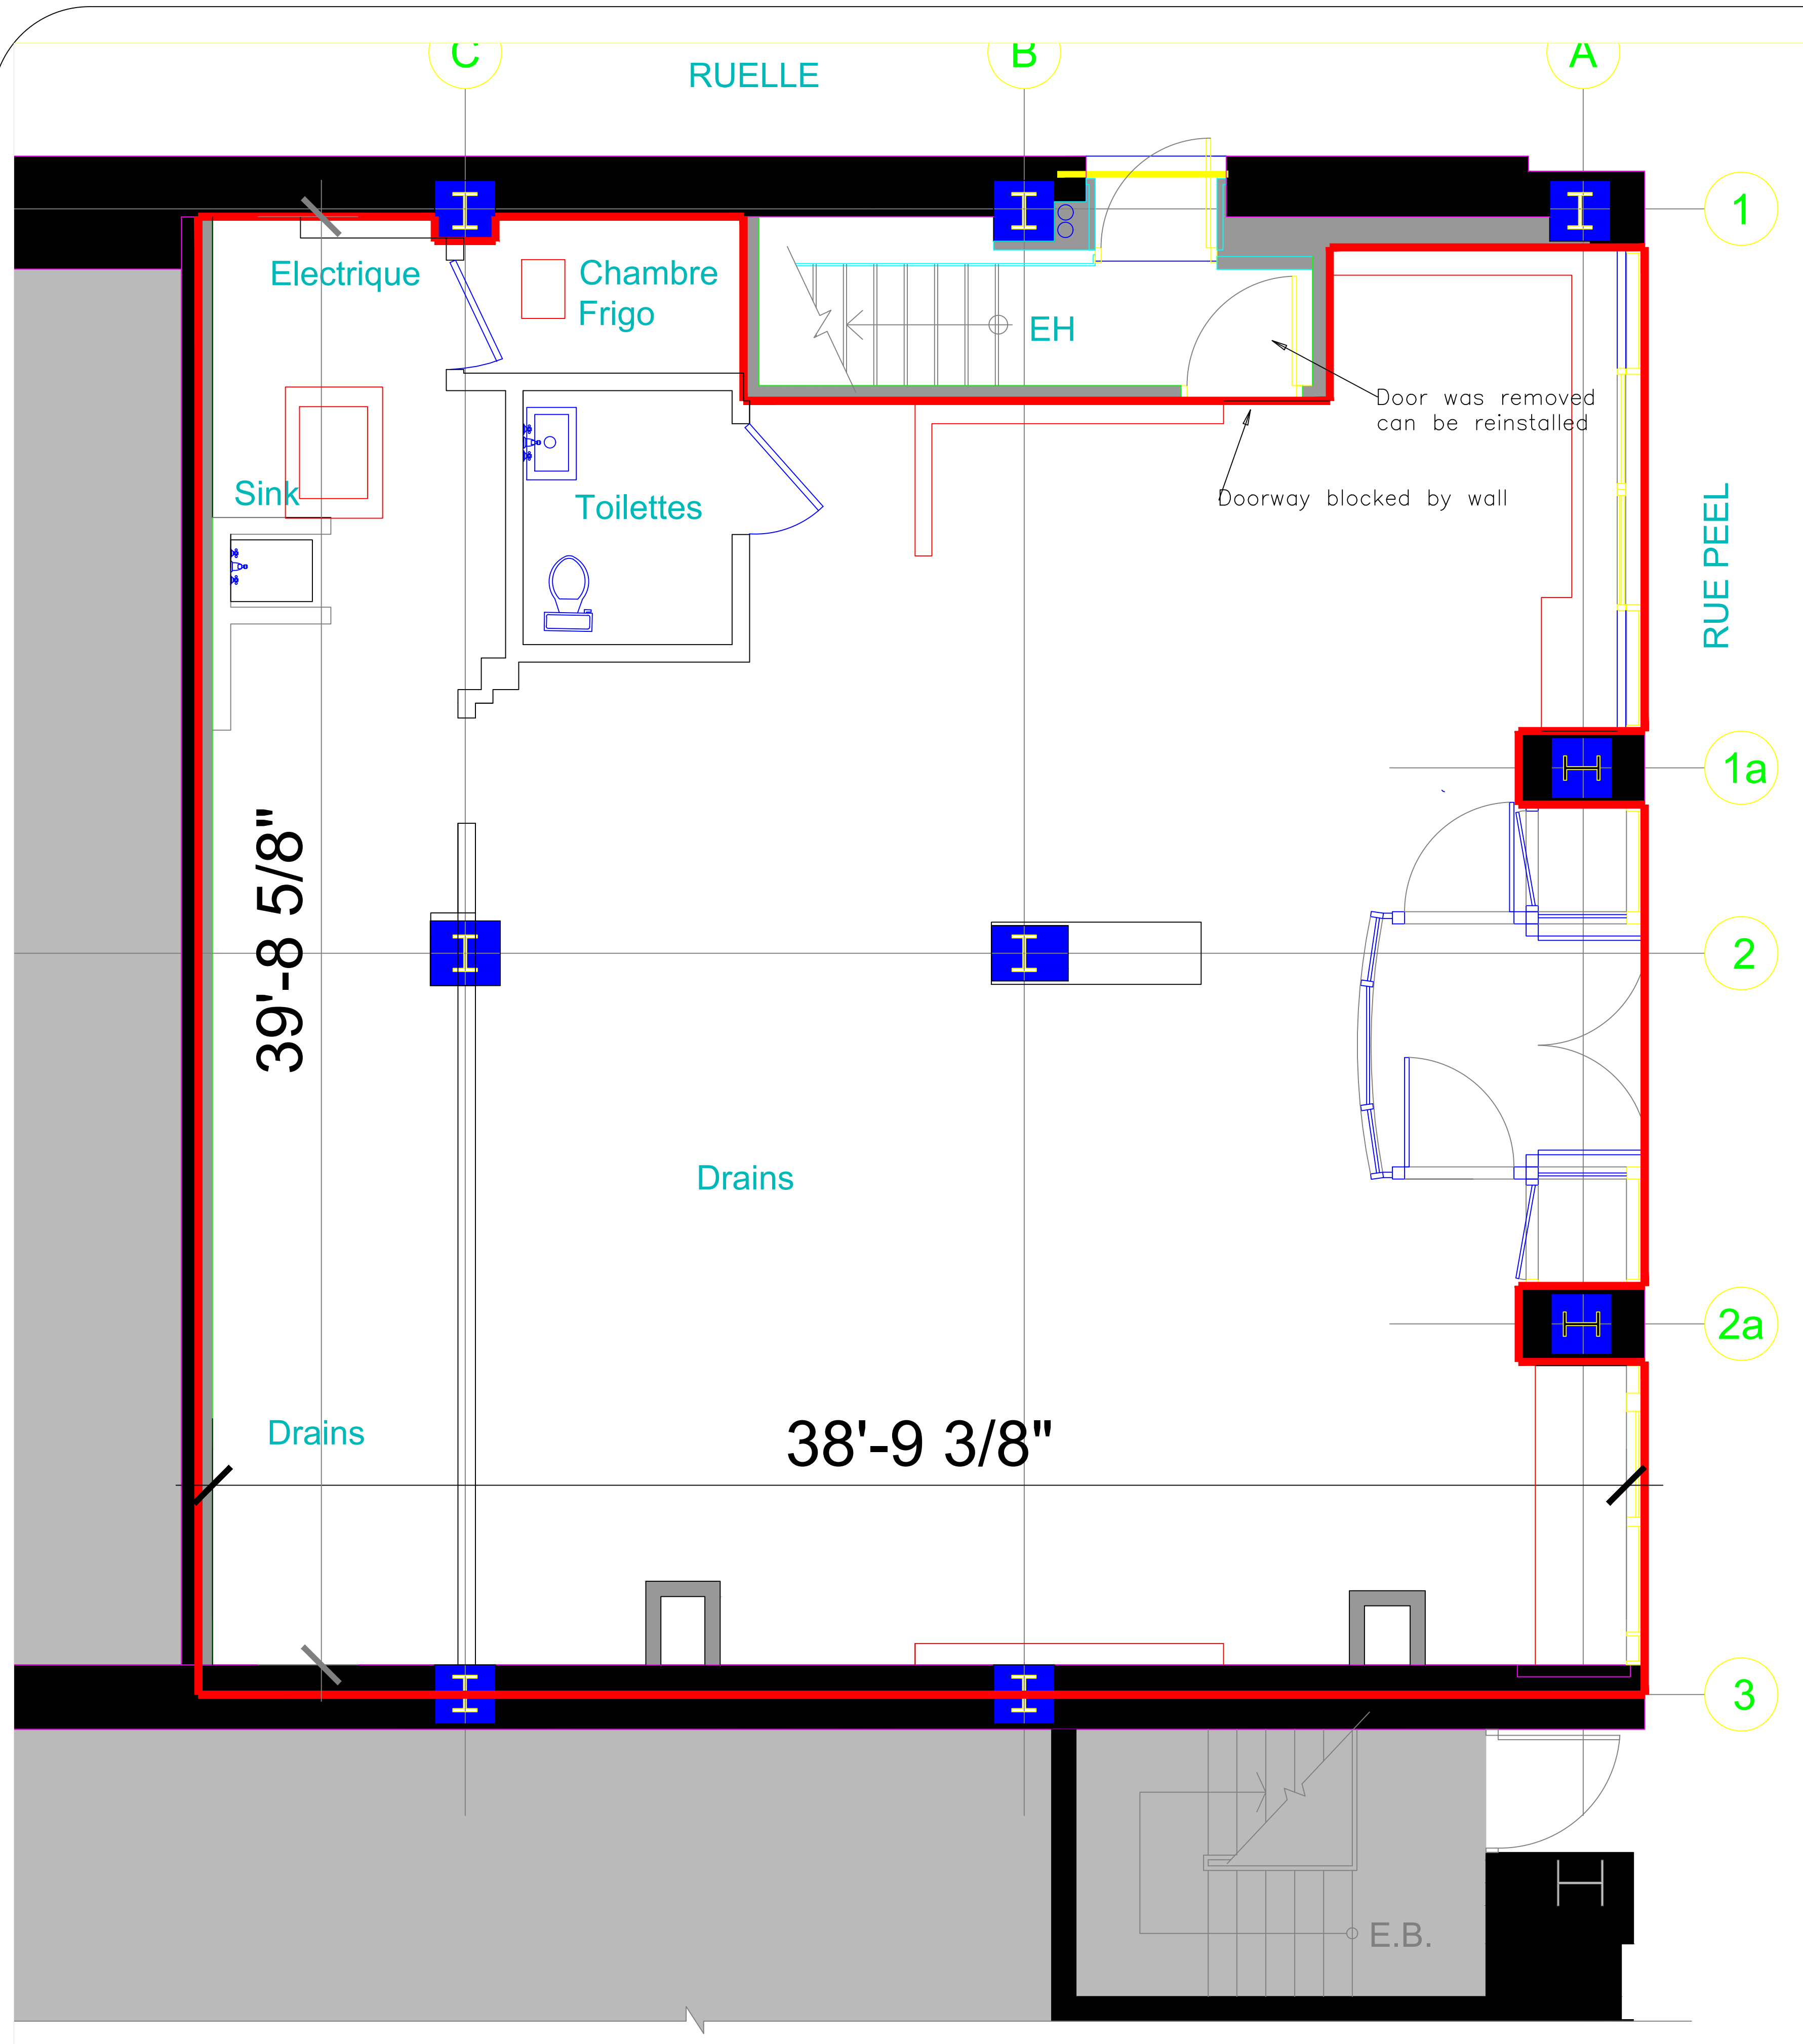 C
B
A
RUELLE
1
Electrique
Chambre
Frigo
EH
Door was removed
can be reinstalled
Sink
Toilettes
Doorway blocked by wall
RUE PEEL
1a
39'-8 5/8"
2
Drains
2a
Drains
38'-9 3/8"
3
E.B.